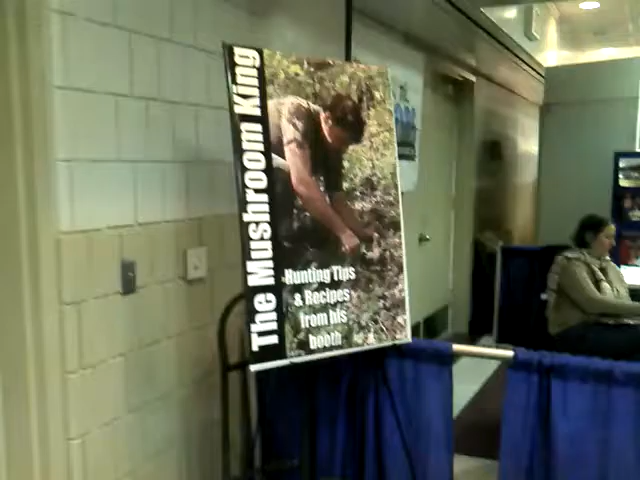 The Mushroom King
Hunting Tips
& Recipes
from his
booth